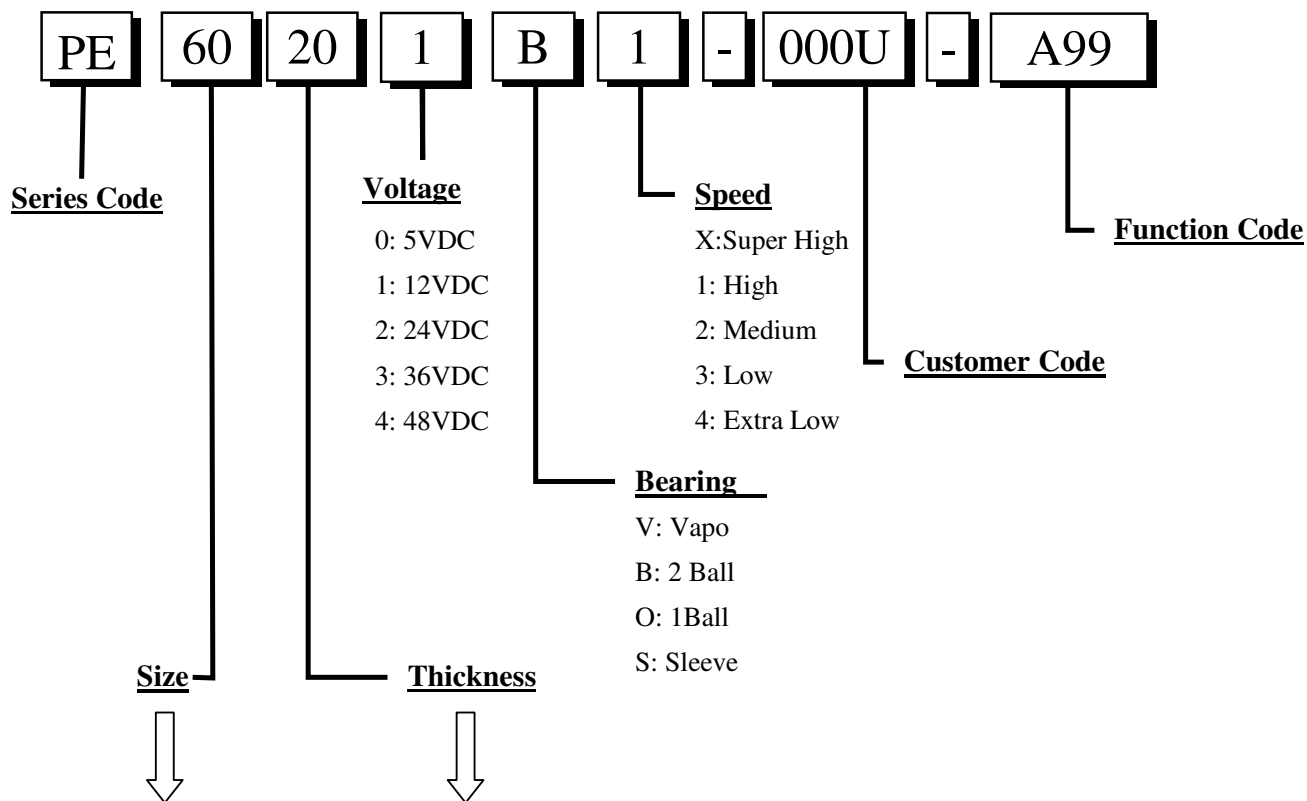 PE 60 20 1 B 1 - 000U - A99
Series Code
Voltage
0: 5VDC
1: 12VDC
2: 24VDC
3: 36VDC
4: 48VDC
Speed
X:Super High
1: High
2: Medium
3: Low
4: Extra Low
Function Code
Customer Code
Bearing
V: Vapo
B: 2 Ball
O: 1Ball
S: Sleeve
Size
Thickness